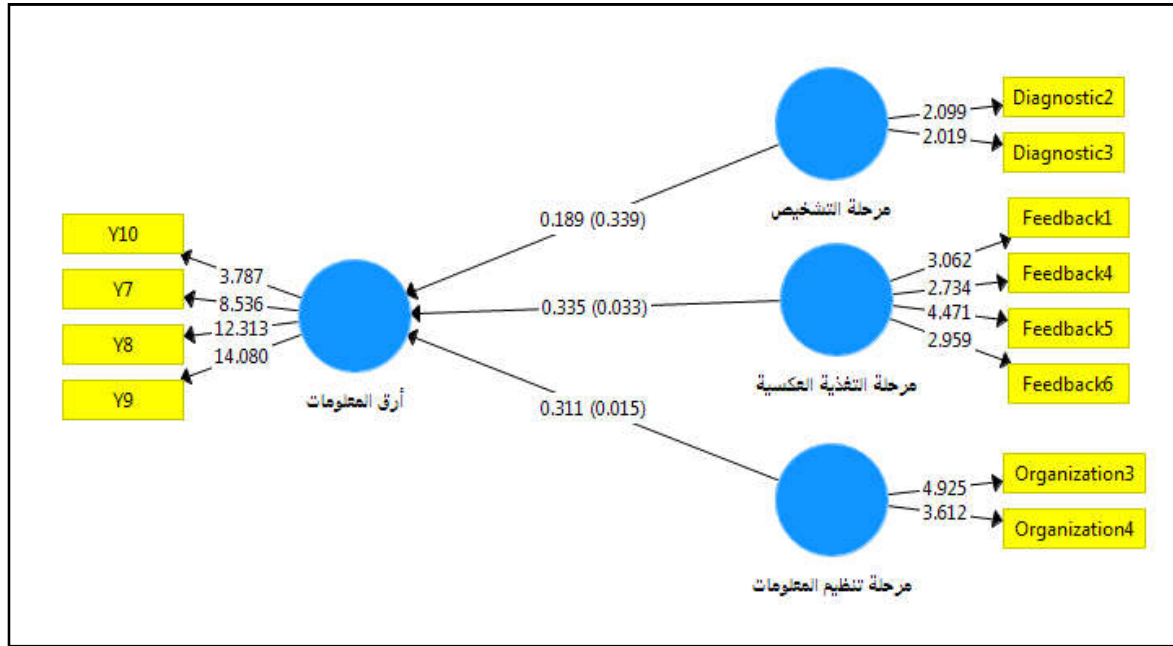 Diagnostic2
2.099
2.019
Diagnostic3
مرحلة التشخيص
0.189 (0.339)
Feedback1
3.062
Feedback4
2.734
4.471
Feedback5
2.959
Feedback6
مرحلة التغذية العكسية
0.335 (0.033)
Y10
3.787
Y7
8.536
Y8
12.313
14.080
Y9
أرق المعلومات
0.311 (0.015)
Organization3
4.925
3.612
Organization4
مرحلة تنظيم المعلومات